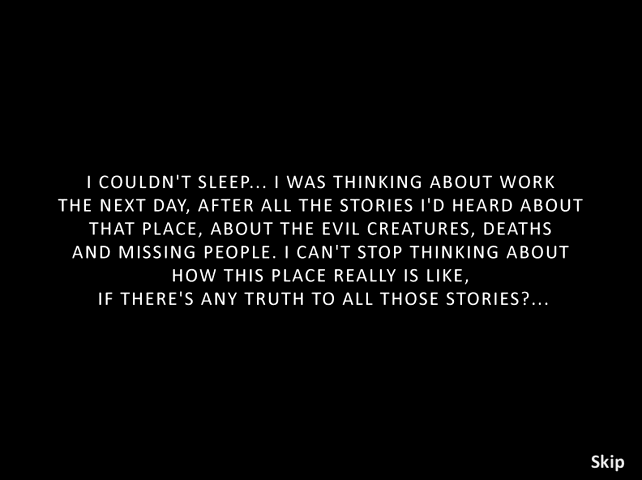 I COULDN'T SLEEP... I WAS THINKING ABOUT WORK
THE NEXT DAY, AFTER ALL THE STORIES I'D HEARD ABOUT
THAT PLACE, ABOUT THE EVIL CREATURES, DEATHS
AND MISSING PEOPLE. I CAN'T STOP THINKING ABOUT
HOW THIS PLACE REALLY IS LIKE,
IF THERE'S ANY TRUTH TO ALL THOSE STORIES?...
Skip